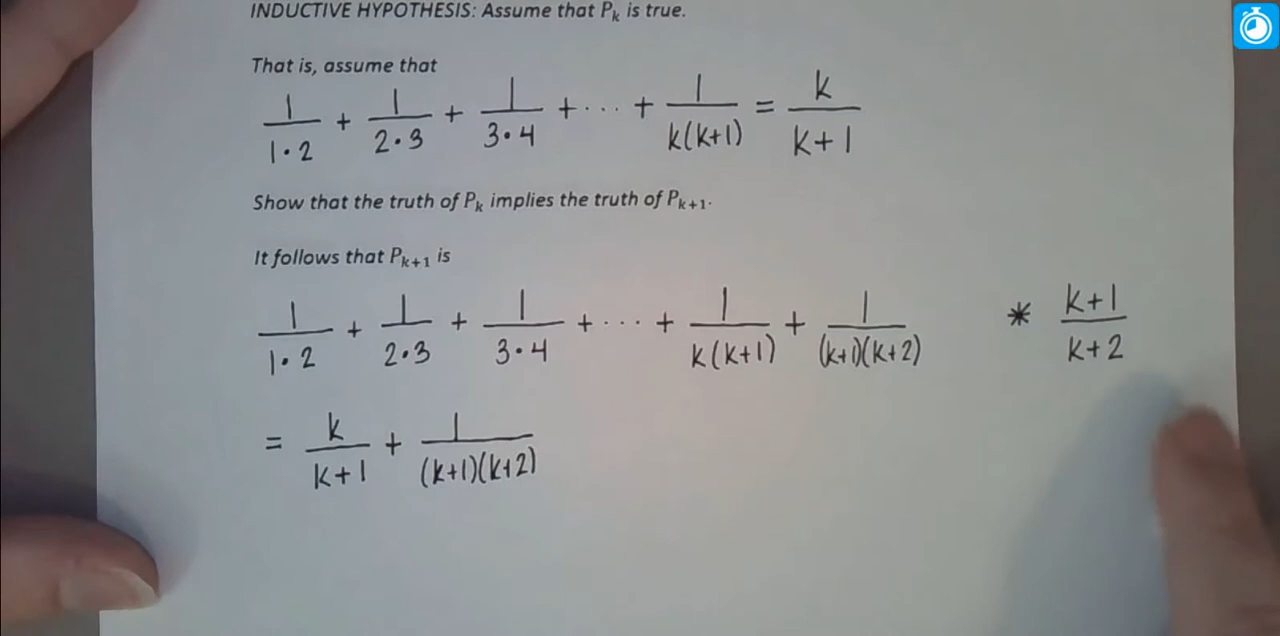 INDUCTIVE HYPOTHESIS: Assume that Pₖ is true.
That is, assume that
1/(1·2) + 1/(2·3) + 1/(3·4) + ··· + 1/(k(k+1)) = k/(k+1)
Show that the truth of Pₖ implies the truth of Pₖ₊₁.
It follows that Pₖ₊₁ is
1/(1·2) + 1/(2·3) + 1/(3·4) + ··· + 1/(k(k+1)) + 1/((k+1)(k+2)) * (k+1)/(k+2)
= k/(k+1) + 1/((k+1)(k+2))